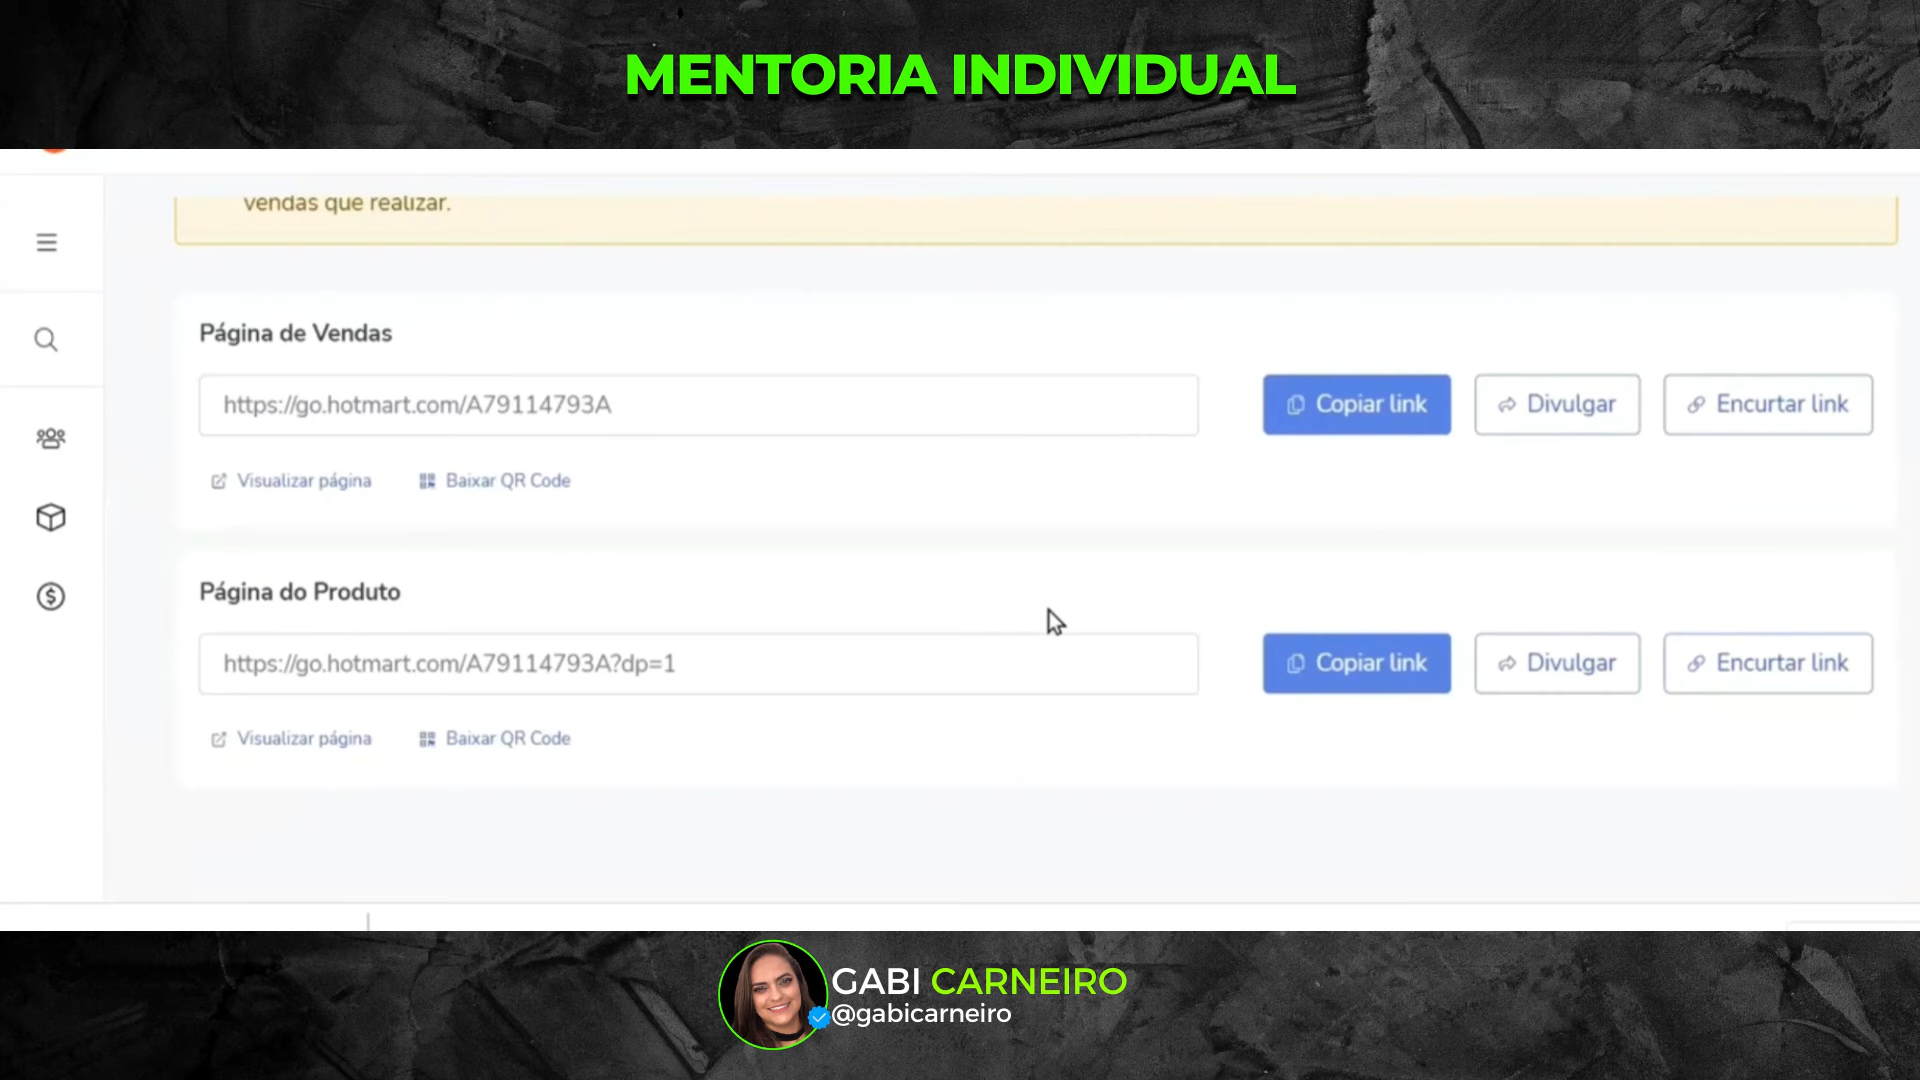 MENTORIA INDIVIDUAL
vendas que realizar.
Página de Vendas
https://go.hotmart.com/A79114793A
Copiar link
Divulgar
Encurtar link
Visualizar página
Baixar QR Code
Página do Produto
https://go.hotmart.com/A79114793A?dp=1
Copiar link
Divulgar
Encurtar link
Visualizar página
Baixar QR Code
GABI CARNEIRO
@gabicarneiro